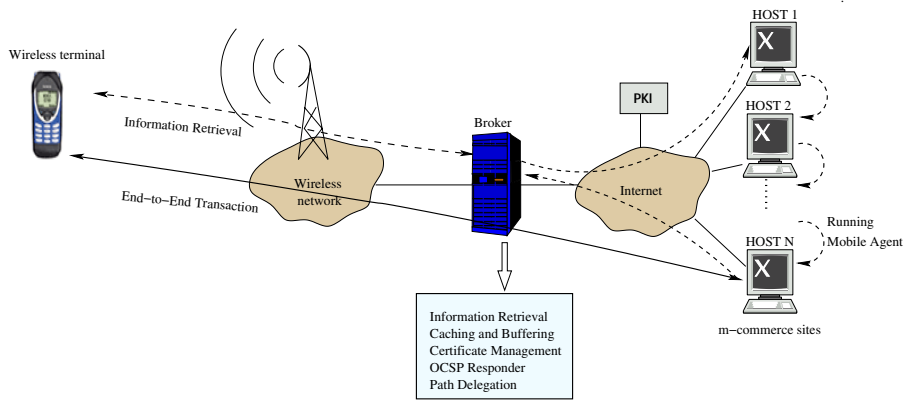 HOST 1
Wireless terminal
PKI
HOST 2
Broker
Information Retrieval
Wireless
network
Internet
End-to-End Transaction
Running
Mobile Agent
HOST N
m-commerce sites
Information Retrieval
Caching and Buffering
Certificate Management
OCSP Responder
Path Delegation